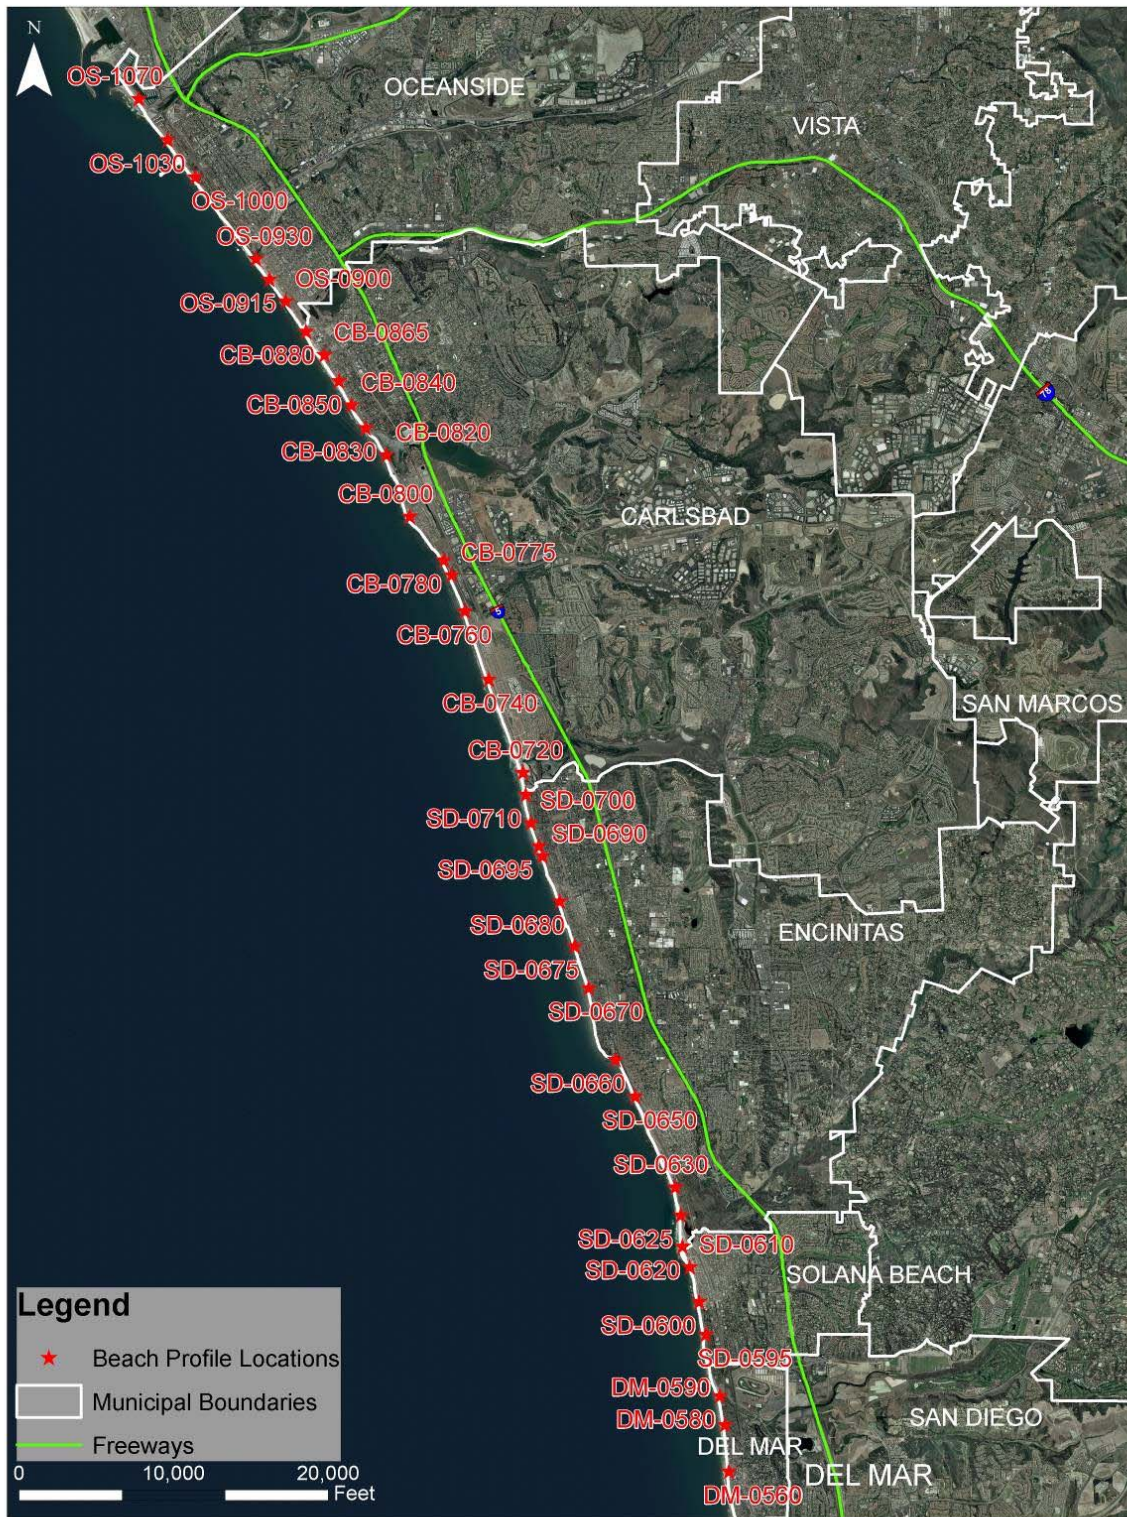 N
OS-1070
OCEANSIDE
VISTA
OS-1030
OS-1000
OS-0930
OS-0900
OS-0915
CB-0865
CB-0880
CB-0840
78
CB-0850
CB-0820
CB-0830
CB-0800
CARLSBAD
CB-0775
CB-0780
5
CB-0760
CB-0740
SAN MARCOS
CB-0720
SD-0700
SD-0710
SD-0690
SD-0695
SD-0680
ENCINITAS
SD-0675
SD-0670
SD-0660
SD-0650
SD-0630
SD-0625
SD-0610
SD-0620
SOLANA BEACH
SD-0600
SD-0595
DM-0590
DM-0580
SAN DIEGO
DEL MAR
DEL MAR
DM-0560
Legend
Beach Profile Locations
Municipal Boundaries
Freeways
0 10,000 20,000
Feet